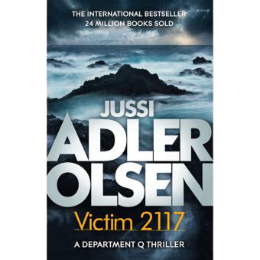 THE INTERNATIONAL BESTSELLER
24 MILLION BOOKS SOLD
JUSSI
ADLER
OLSEN
Victim 2117
A DEPARTMENT Q THRILLER